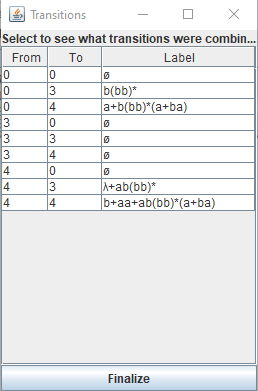 Transitions
Select to see what transitions were combin...
From To Label
0 0 ø
0 3 b(bb)*
0 4 a+b(bb)*(a+ba)
3 0 ø
3 3 ø
3 4 ø
4 0 ø
4 3 λ+ab(bb)*
4 4 b+aa+ab(bb)*(a+ba)
Finalize